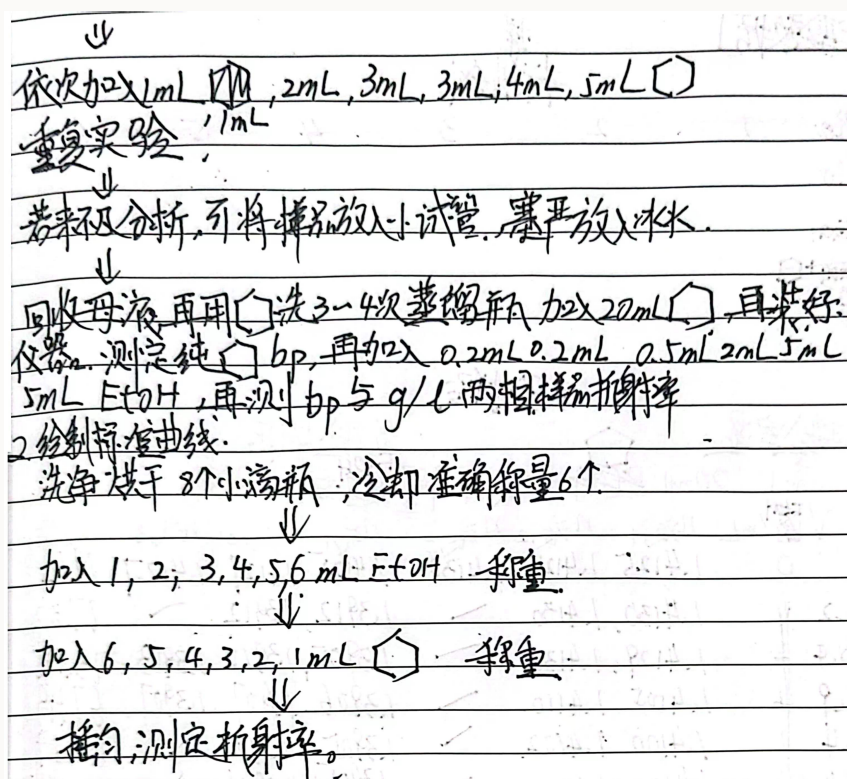 ⇓
依次加入1mL, 1mL, 2mL, 3mL, 3mL, 4mL, 5mL ⬡
重复实验.
⇓
若来不及分析,可将样品放入小试管,塞严放入冰水.
⇓
回收母液,再用⬡洗3~4次蒸馏瓶 加入20mL⬡,再装好
仪器.测定纯⬡ bp,再加入 0.2mL 0.2mL 0.5mL 2mL 5mL
5mL EtOH,再测 bp与 g/l 两相样品折射率
2.绘制标准曲线.
洗净烘干 8个小滴瓶,冷却准确称量6个.
⇓
加入 1, 2, 3, 4, 5, 6 mL EtOH 称重
⇓
加入 6, 5, 4, 3, 2, 1mL ⬡. 称重
⇓
摇匀,测定折射率。